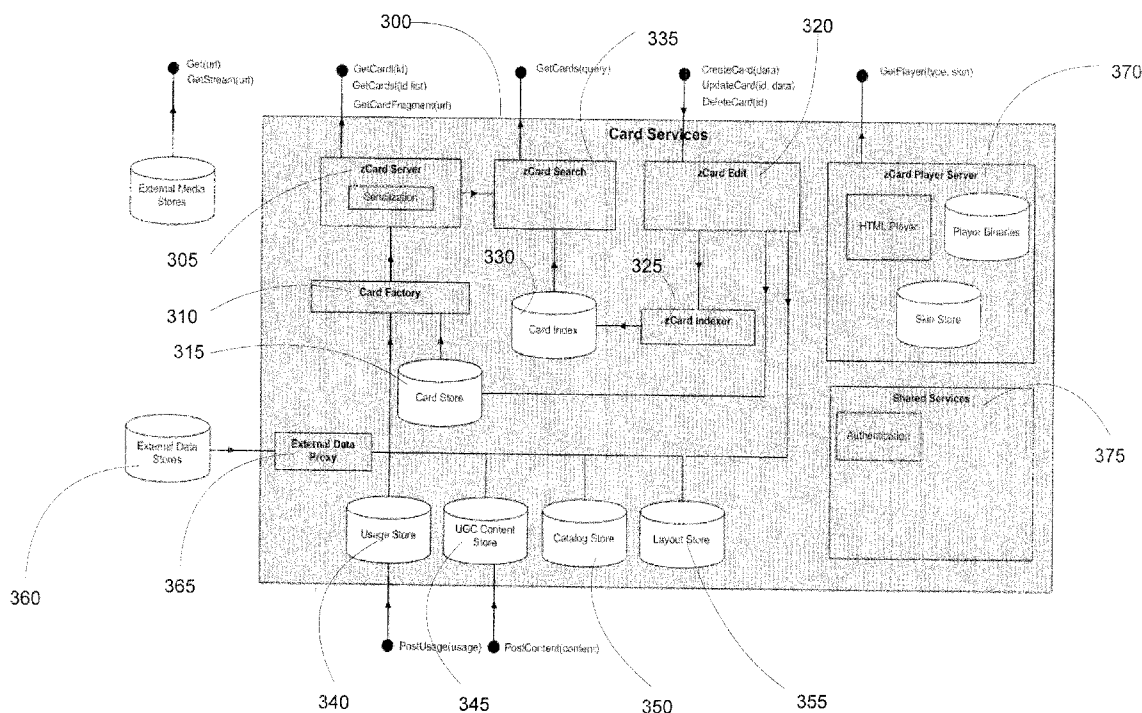 300
335
320
370
Get(url)
GetStream(url)
GetCard(id)
GetCards(id list)
GetCardFragment(url)
GetCards(query)
CreateCard(data)
UpdateCard(id, data)
DeleteCard(id)
GetPlayer(type, skin)
Card Services
External Media
Stores
zCard Server
Serialization
zCard Search
zCard Edit
zCard Player Server
HTML Player
Player Binaries
Skin Store
305
310
315
330
325
Card Factory
Card Index
zCard Indexer
Card Store
Shared Services
Authentication
375
External Data
Stores
External Data
Proxy
Usage Store
UGC Content
Store
Catalog Store
Layout Store
360
365
PostUsage(usage)
PostContent(content)
340
345
350
355